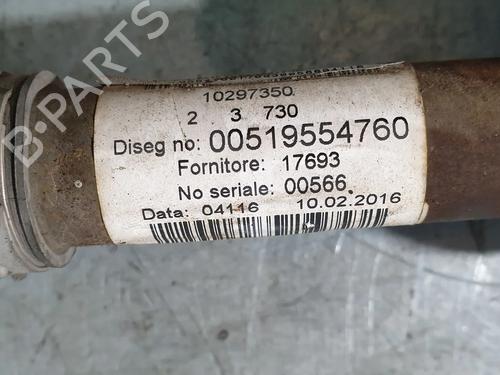 10297350
2 3 730
Diseg no: 00519554760
Fornitore: 17693
No seriale: 00566
Data: 04116 10.02.2016
B-PARTS